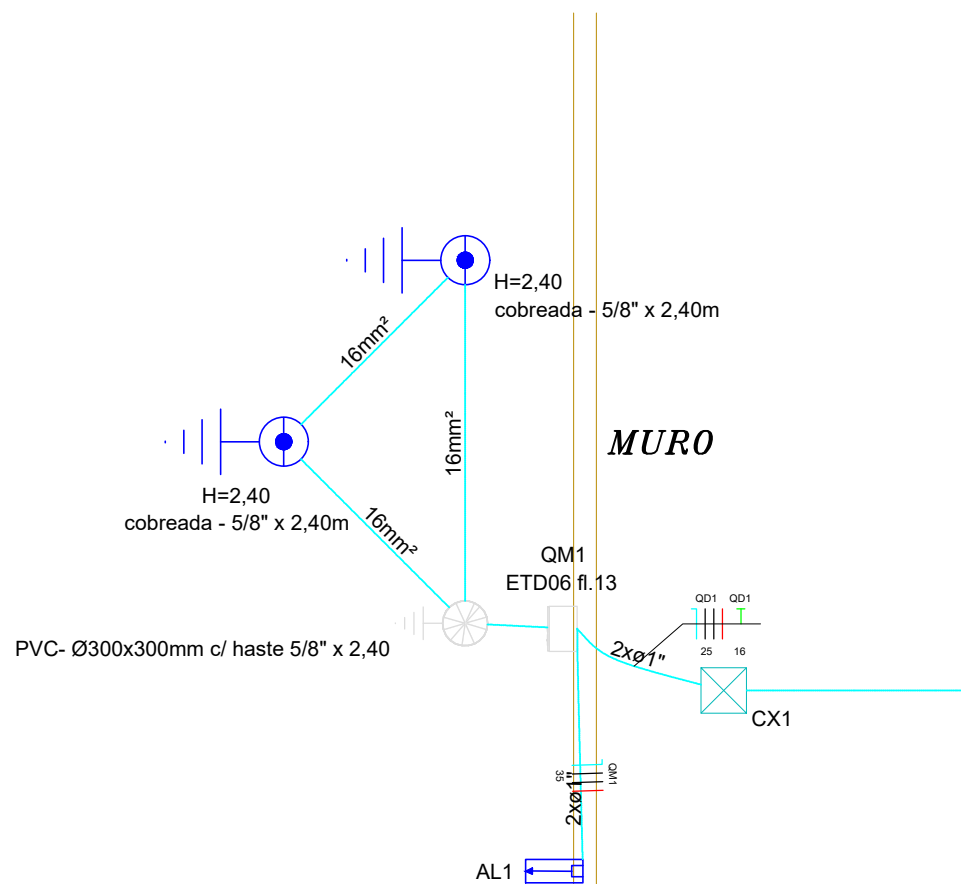 H=2,40
cobreada - 5/8" x 2,40m
16mm²
16mm²
MURO
H=2,40
cobreada - 5/8" x 2,40m
16mm²
QM1
ETD06 fl.13
QD1 QD1
25 16
PVC- Ø300x300mm c/ haste 5/8" x 2,40
2xø1"
CX1
35
QM1
2xø1"
AL1